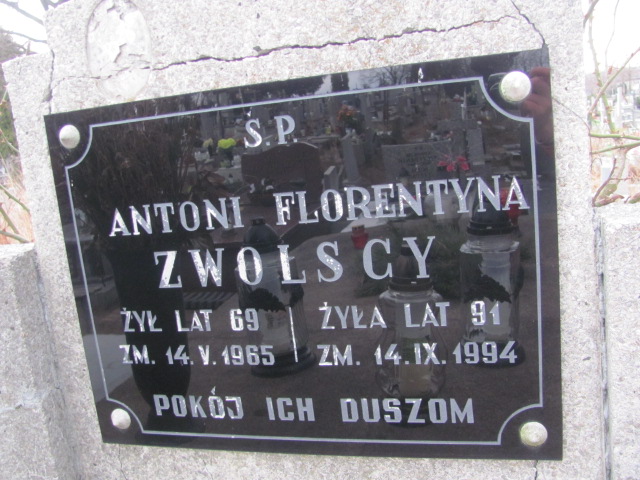 Ś.P.
ANTONI FLORENTYNA
ZWOLSCY
ŻYŁ LAT 69 ŻYŁA LAT 91
ZM. 14.V.1965 ZM. 14.IX.1994
POKÓJ ICH DUSZOM